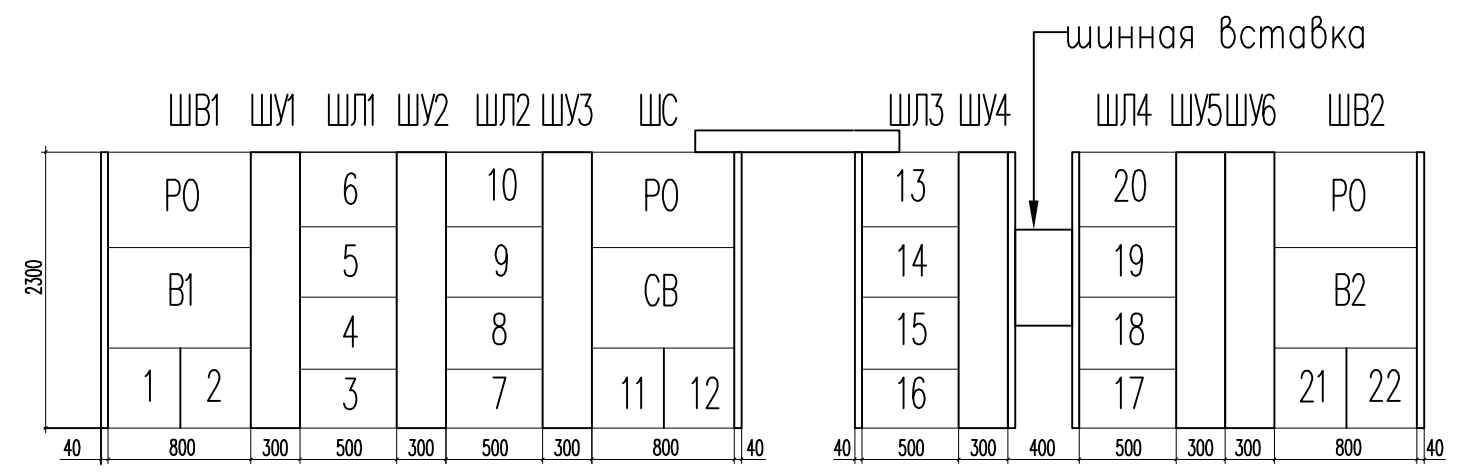 шинная вставка
ШВ1 ШУ1 ШЛ1 ШУ2 ШЛ2 ШУ3 ШС ШЛ3 ШУ4 ШЛ4 ШУ5 ШУ6 ШВ2
РО 6 10 РО 13 20 РО
2300
В1 5 9 СВ 14 19 В2
4 8 15 18
1 2 3 7 11 12 16 17 21 22
40 800 300 500 300 500 300 800 40 40 500 300 400 500 300 300 800 40